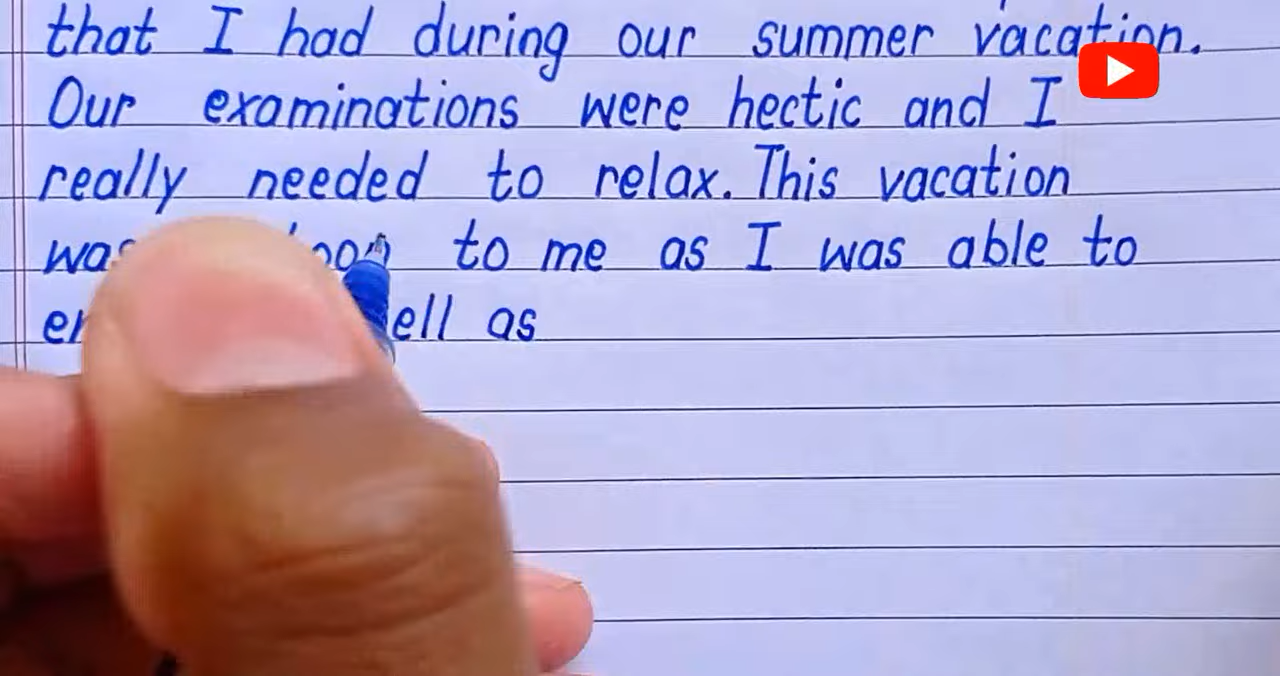 that I had during our summer vacation.
Our examinations were hectic and I
really needed to relax. This vacation
to me as I was able to
as